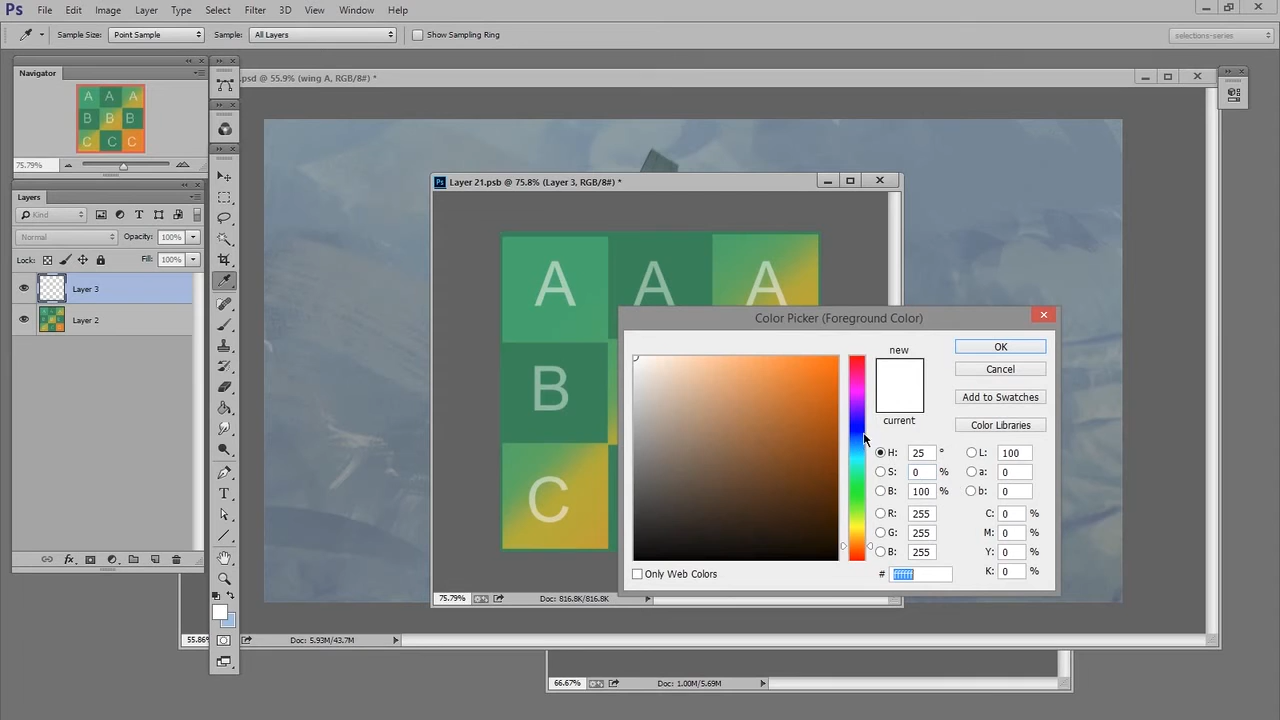 Ps File Edit Image Layer Type Select Filter 3D View Window Help
Sample Size: Point Sample Sample: All Layers Show Sampling Ring selections-series
Navigator
.psd @ 55.9% (wing A, RGB/8#) *
A A A
B B B
C C C
75.79%
Layers
Kind
Normal Opacity: 100%
Lock: Fill: 100%
Layer 3
Layer 2
Ps Layer 21.psb @ 75.8% (Layer 3, RGB/8#) *
A A A
B
C
75.79% Doc: 816.8K/816.8K
Color Picker (Foreground Color)
new
current
OK
Cancel
Add to Swatches
Color Libraries
H: 25 ° L: 100
S: 0 % a: 0
B: 100 % b: 0
R: 255 C: 0 %
G: 255 M: 0 %
B: 255 Y: 0 %
# ffffff K: 0 %
Only Web Colors
55.86% Doc: 5.93M/43.7M
66.67% Doc: 1.00M/5.69M